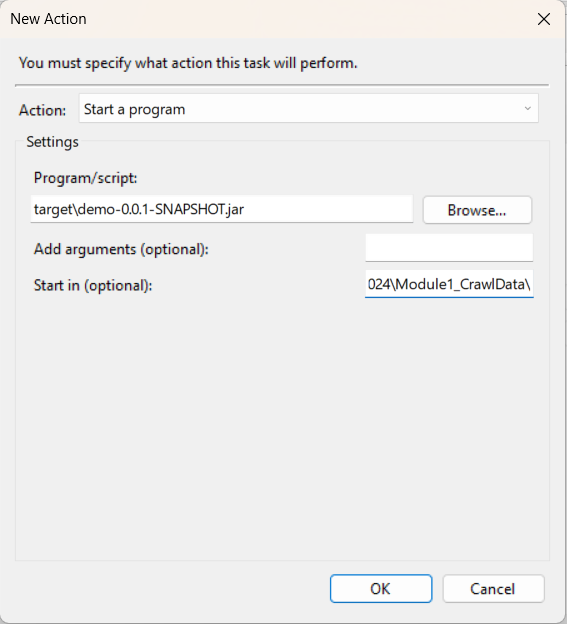 New Action
You must specify what action this task will perform.
Action: Start a program
Settings
Program/script:
target\demo-0.0.1-SNAPSHOT.jar Browse...
Add arguments (optional):
Start in (optional): 024\Module1_CrawlData\
OK Cancel